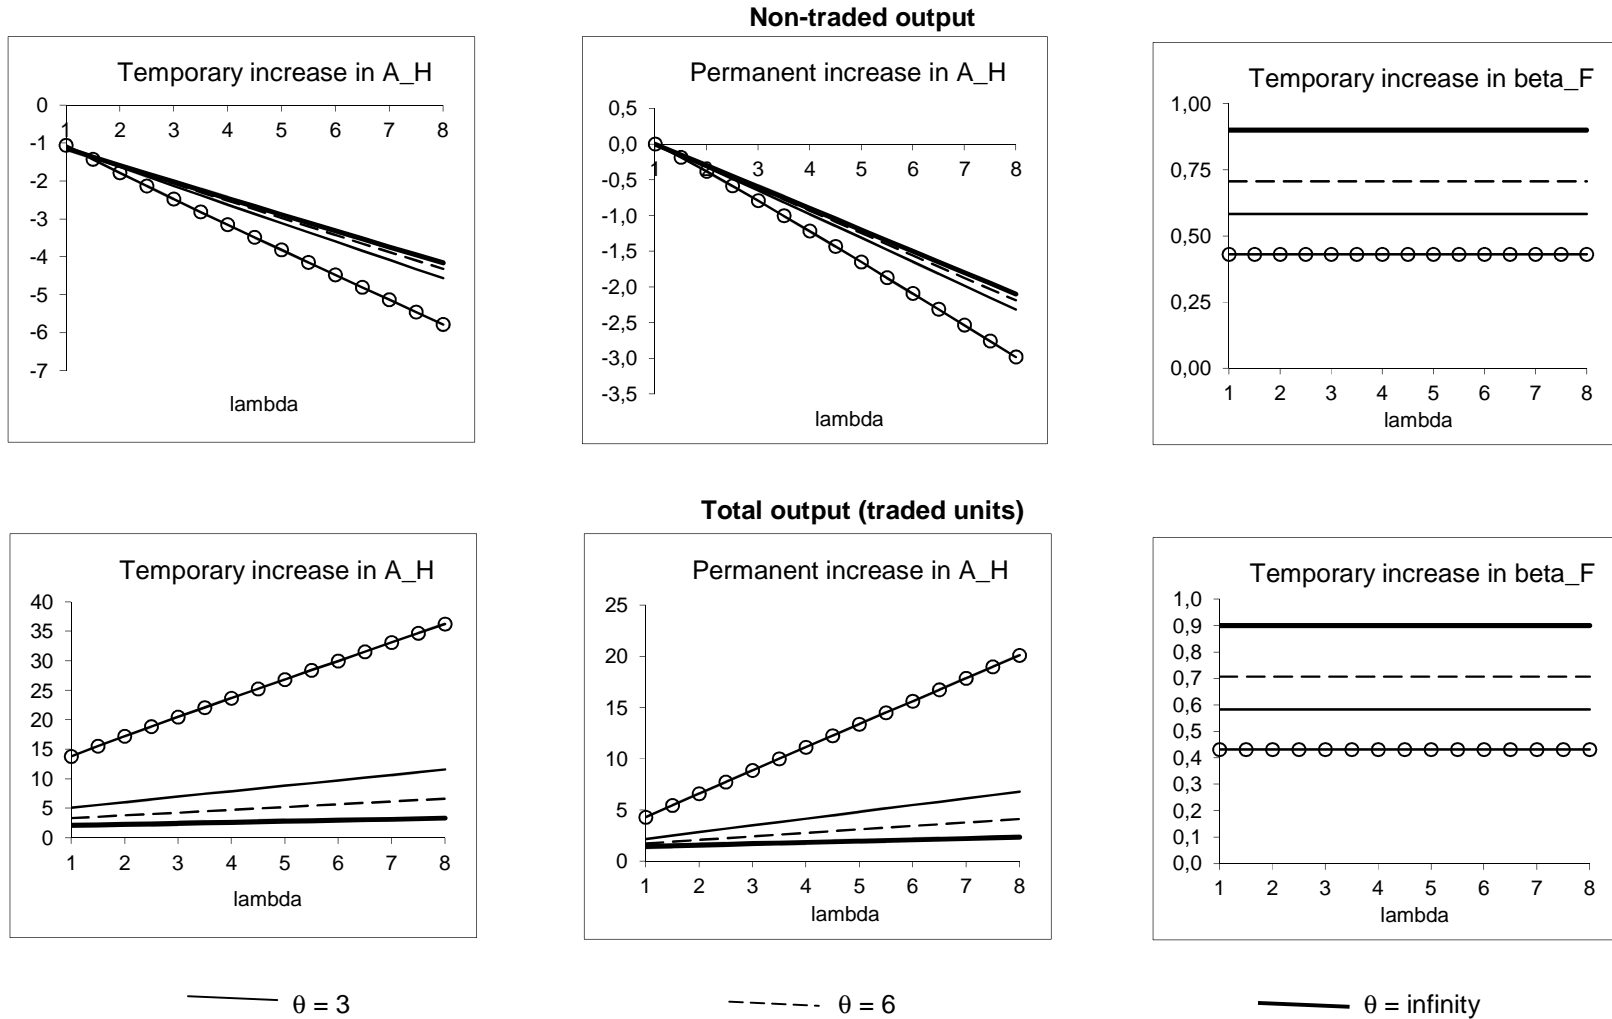 Non-traded output
Temporary increase in A_H
0
-1
-2
-3
-4
-5
-6
-7
1 2 3 4 5 6 7 8
lambda
Permanent increase in A_H
0,5
0,0
-0,5
-1,0
-1,5
-2,0
-2,5
-3,0
-3,5
1 2 3 4 5 6 7 8
lambda
Temporary increase in beta_F
1,00
0,75
0,50
0,25
0,00
1 2 3 4 5 6 7 8
lambda
Total output (traded units)
Temporary increase in A_H
40
35
30
25
20
15
10
5
0
1 2 3 4 5 6 7 8
lambda
Permanent increase in A_H
25
20
15
10
5
0
1 2 3 4 5 6 7 8
lambda
Temporary increase in beta_F
1,0
0,9
0,8
0,7
0,6
0,5
0,4
0,3
0,2
0,1
0,0
1 2 3 4 5 6 7 8
lambda
θ = 3
θ = 6
θ = infinity